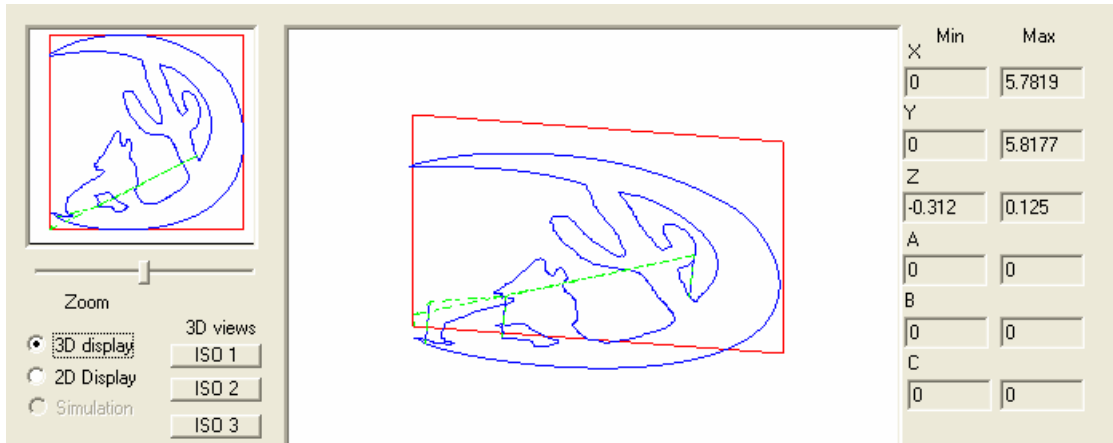 Zoom
3D display
2D Display
Simulation
3D views
ISO 1
ISO 2
ISO 3
Min Max
X
0 5.7819
Y
0 5.8177
Z
-0.312 0.125
A
0 0
B
0 0
C
0 0